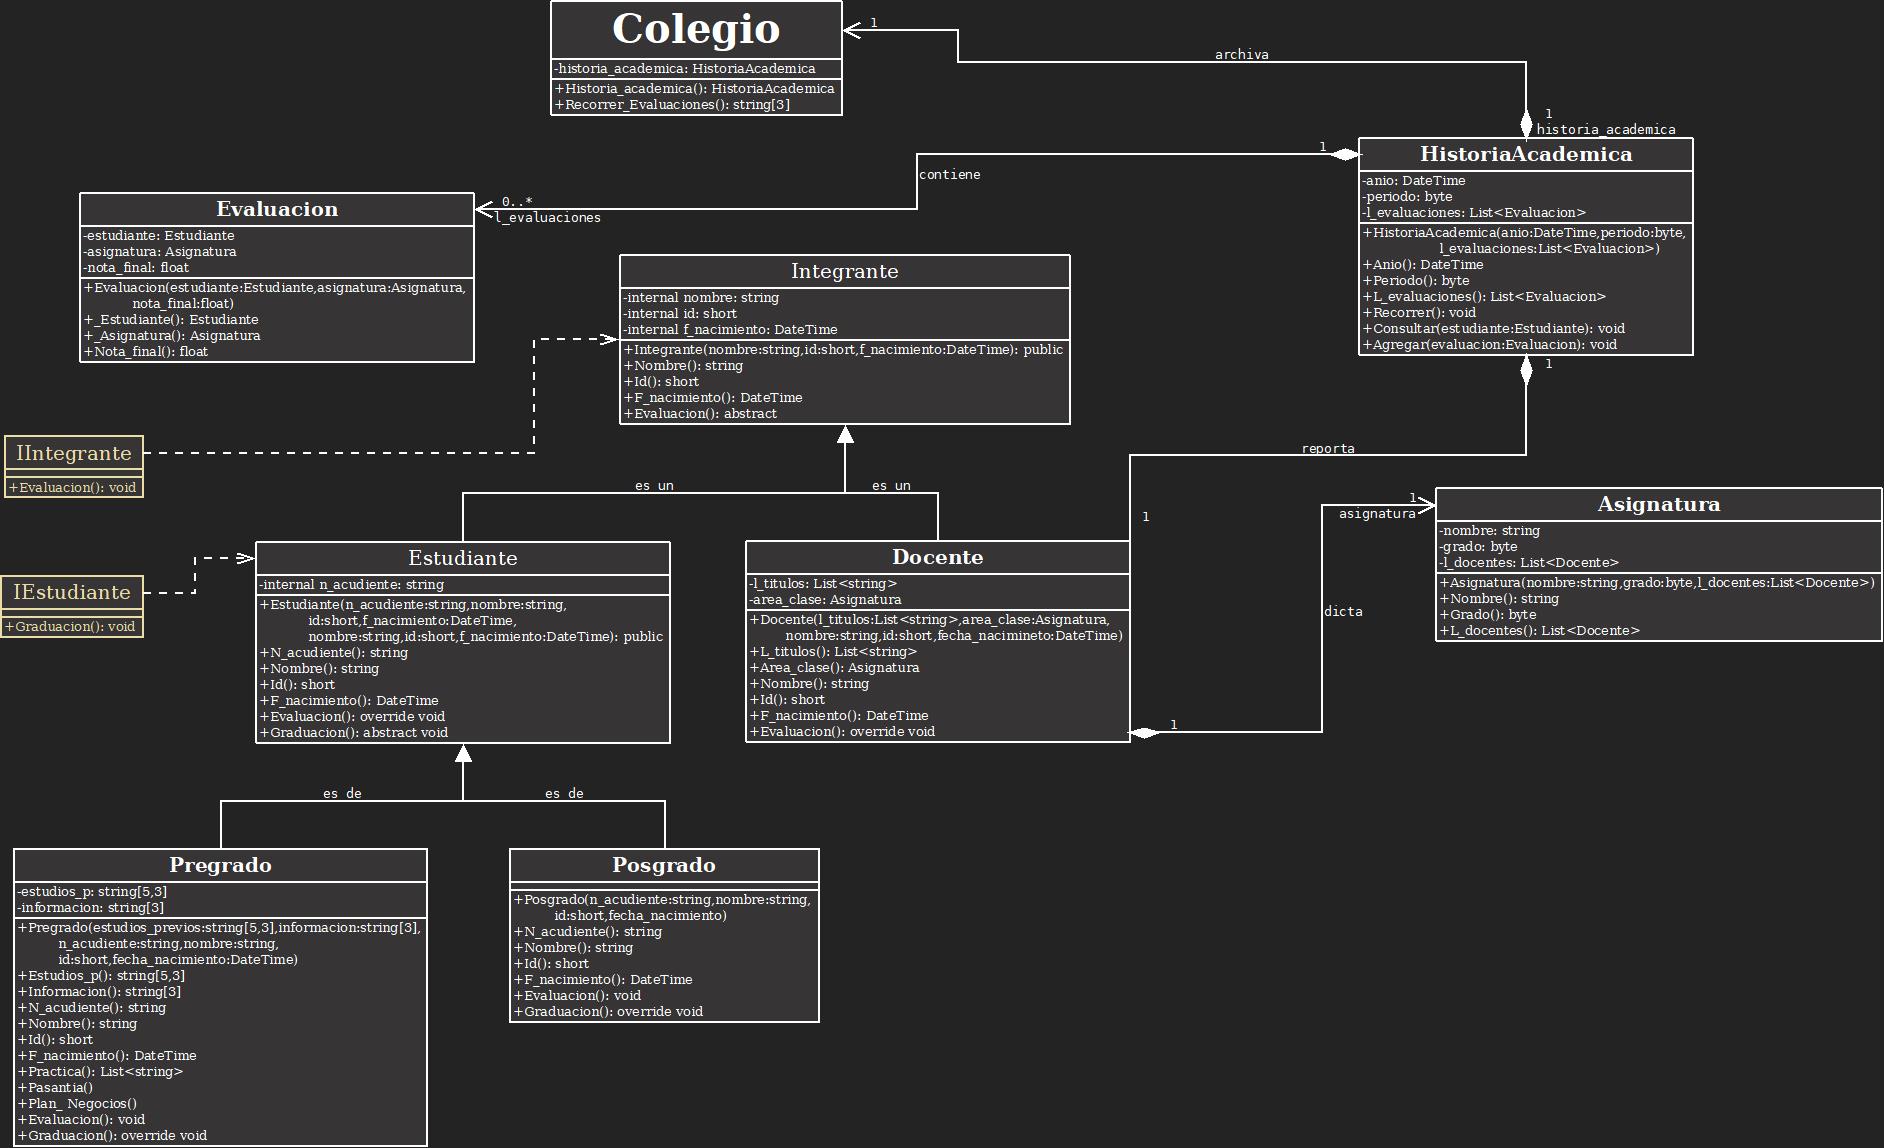 Colegio
-historia_academica: HistoriaAcademica
+Historia_academica(): HistoriaAcademica
+Recorrer_Evaluaciones(): string[3]
1
archiva
1
historia_academica
HistoriaAcademica
-anio: DateTime
-periodo: byte
-l_evaluaciones: List<Evaluacion>
+HistoriaAcademica(anio:DateTime,periodo:byte,
l_evaluaciones:List<Evaluacion>)
+Anio(): DateTime
+Periodo(): byte
+L_evaluaciones(): List<Evaluacion>
+Recorrer(): void
+Consultar(estudiante:Estudiante): void
+Agregar(evaluacion:Evaluacion): void
1
contiene
0..*
l_evaluaciones
Evaluacion
-estudiante: Estudiante
-asignatura: Asignatura
-nota_final: float
+Evaluacion(estudiante:Estudiante,asignatura:Asignatura,
nota_final:float)
+_Estudiante(): Estudiante
+_Asignatura(): Asignatura
+Nota_final(): float
Integrante
-internal nombre: string
-internal id: short
-internal f_nacimiento: DateTime
+Integrante(nombre:string,id:short,f_nacimiento:DateTime): public
+Nombre(): string
+Id(): short
+F_nacimiento(): DateTime
+Evaluacion(): abstract
IIntegrante
+Evaluacion(): void
1
reporta
1
es un
es un
IEstudiante
+Graduacion(): void
Estudiante
-internal n_acudiente: string
+Estudiante(n_acudiente:string,nombre:string,
id:short,f_nacimiento:DateTime,
nombre:string,id:short,f_nacimiento:DateTime): public
+N_acudiente(): string
+Nombre(): string
+Id(): short
+F_nacimiento(): DateTime
+Evaluacion(): override void
+Graduacion(): abstract void
Docente
-l_titulos: List<string>
-area_clase: Asignatura
+Docente(l_titulos:List<string>,area_clase:Asignatura,
nombre:string,id:short,fecha_nacimineto:DateTime)
+L_titulos(): List<string>
+Area_clase(): Asignatura
+Nombre(): string
+Id(): short
+F_nacimiento(): DateTime
+Evaluacion(): override void
1
dicta
1
asignatura
Asignatura
-nombre: string
-grado: byte
-l_docentes: List<Docente>
+Asignatura(nombre:string,grado:byte,l_docentes:List<Docente>)
+Nombre(): string
+Grado(): byte
+L_docentes(): List<Docente>
es de
es de
Pregrado
-estudios_p: string[5,3]
-informacion: string[3]
+Pregrado(estudios_previos:string[5,3],informacion:string[3],
n_acudiente:string,nombre:string,
id:short,fecha_nacimiento:DateTime)
+Estudios_p(): string[5,3]
+Informacion(): string[3]
+N_acudiente(): string
+Nombre(): string
+Id(): short
+F_nacimiento(): DateTime
+Practica(): List<string>
+Pasantia()
+Plan_ Negocios()
+Evaluacion(): void
+Graduacion(): override void
Posgrado
+Posgrado(n_acudiente:string,nombre:string,
id:short,fecha_nacimiento)
+N_acudiente(): string
+Nombre(): string
+Id(): short
+F_nacimiento(): DateTime
+Evaluacion(): void
+Graduacion(): override void